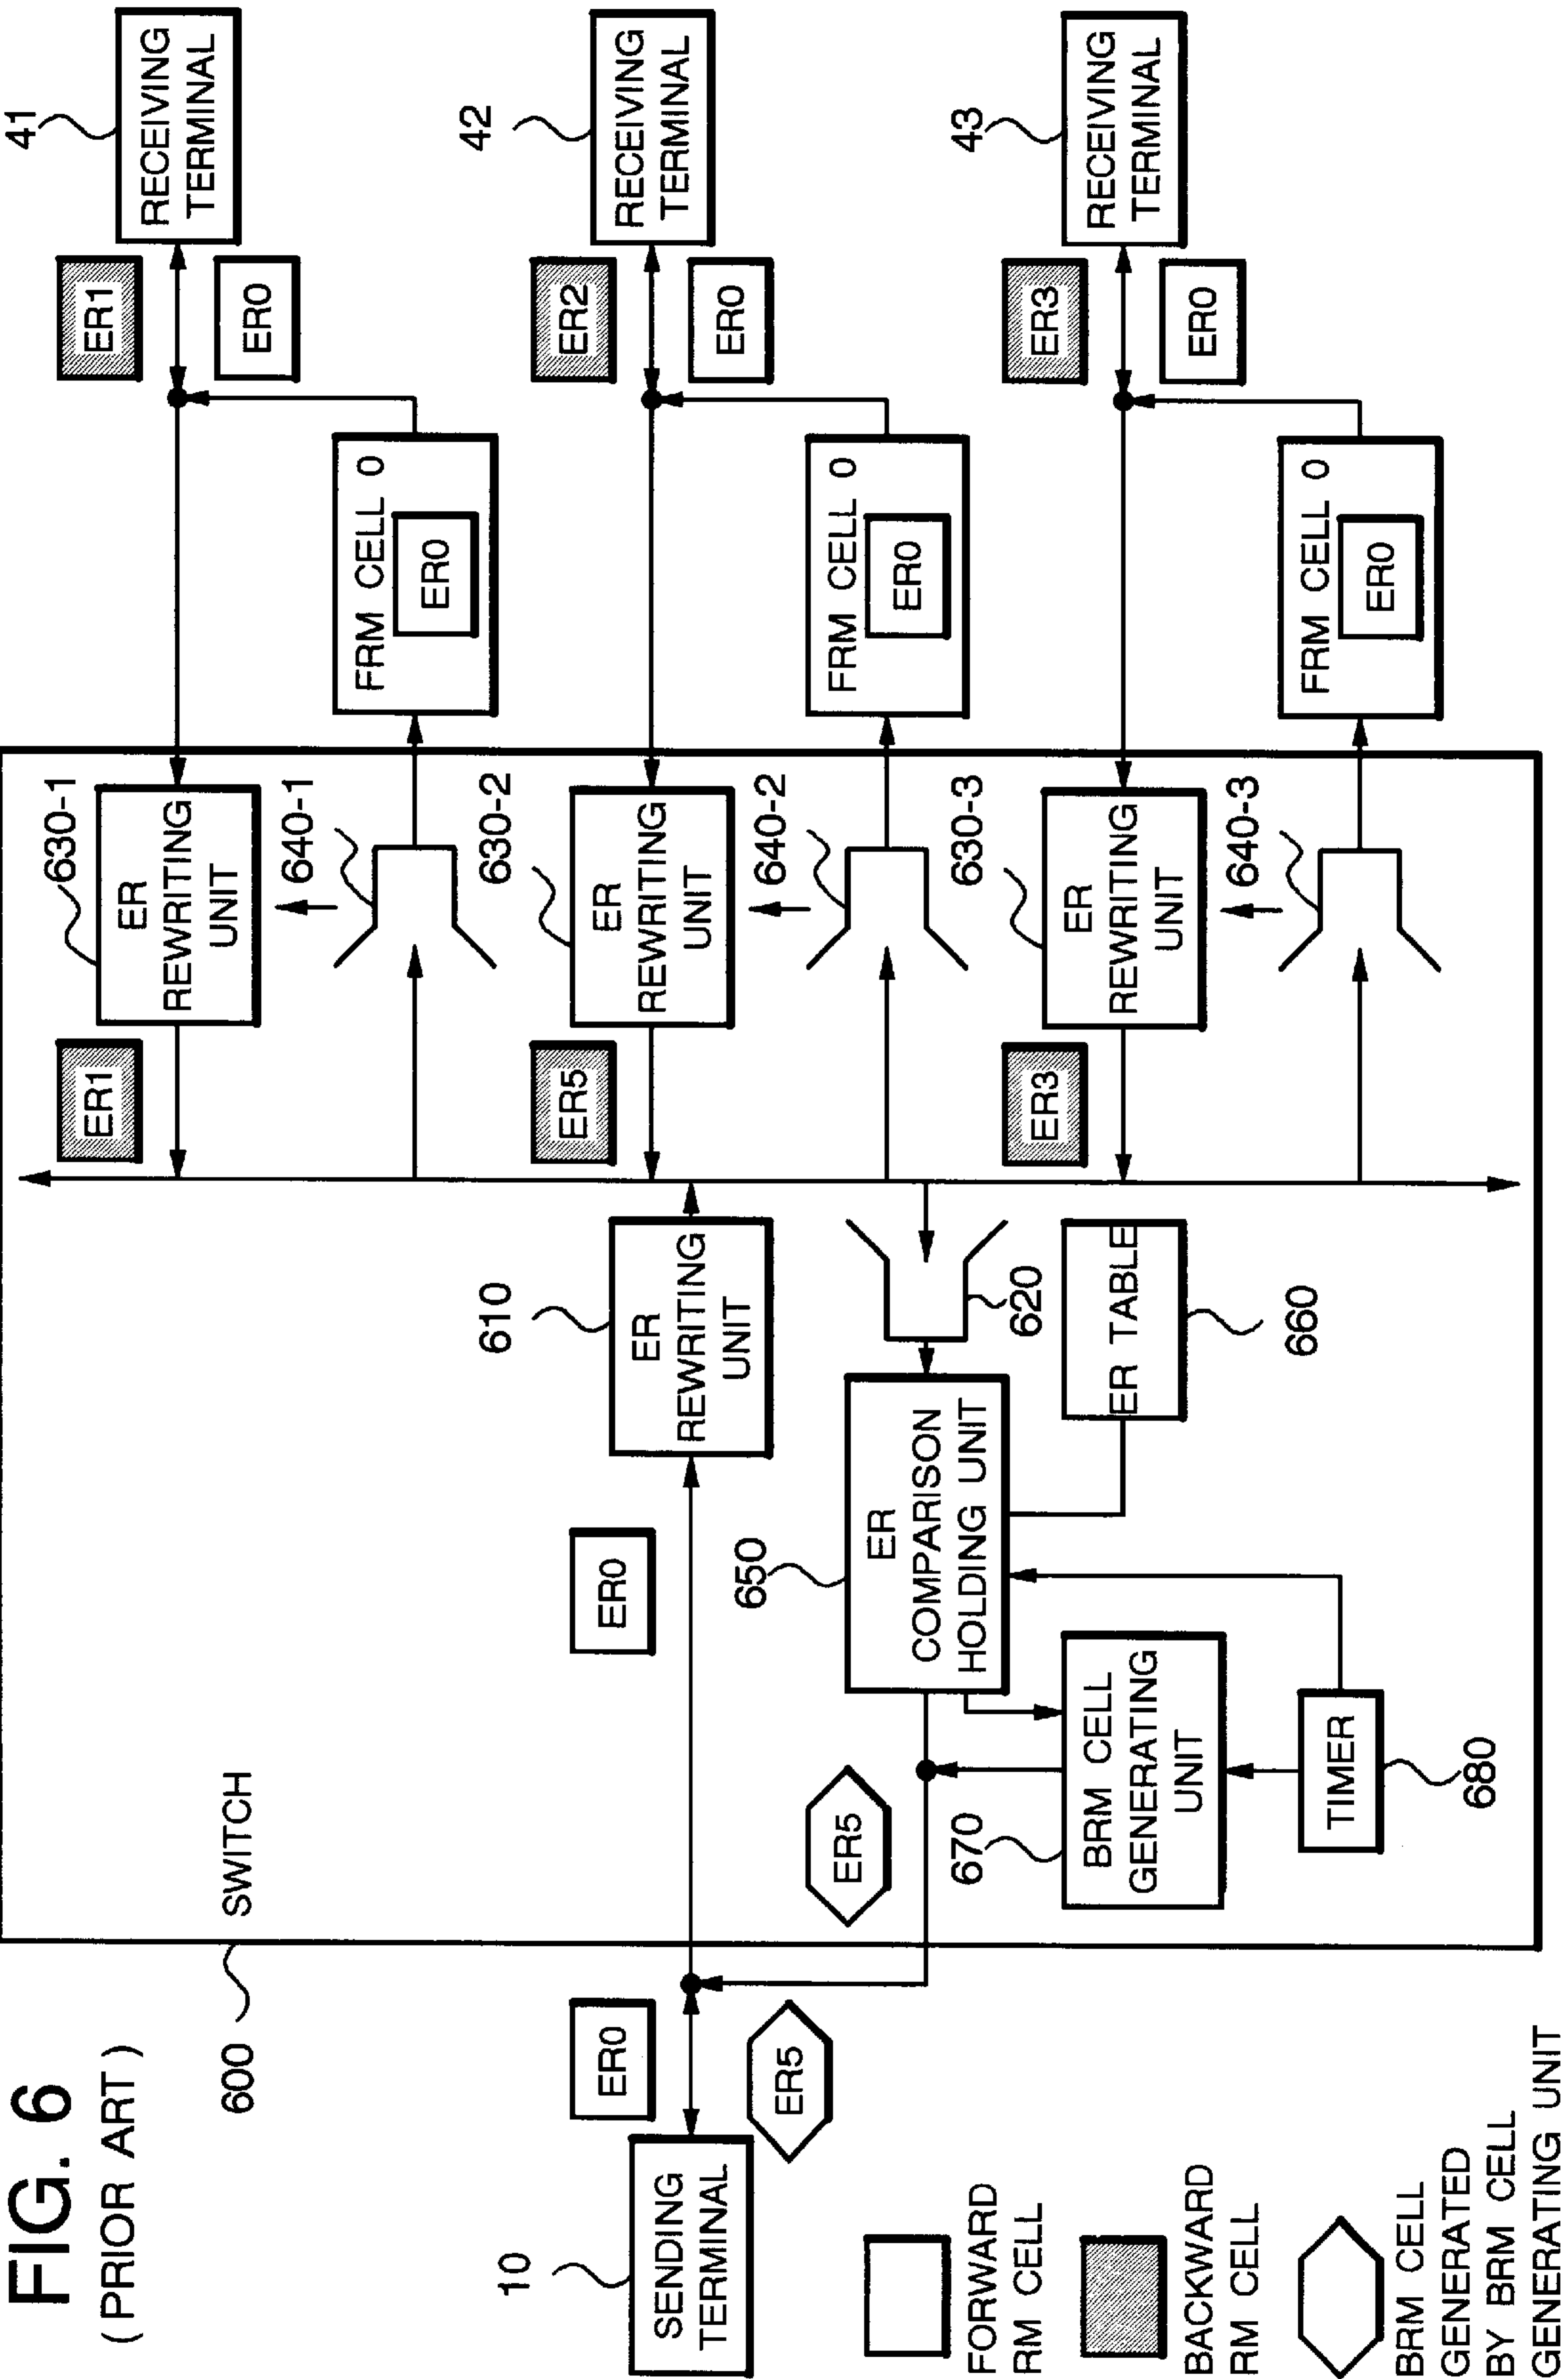 FIG. 6
( PRIOR ART )
600
SWITCH
10
SENDING
TERMINAL
ER0
ER5
ER0
610
ER
REWRITING
UNIT
ER5
650
ER
COMPARISON
HOLDING UNIT
620
ER TABLE
660
670
BRM CELL
GENERATING
UNIT
TIMER
680
ER1
630-1
ER
REWRITING
UNIT
640-1
FRM CELL 0
ER0
ER1
ER0
41
RECEIVING
TERMINAL
ER5
630-2
ER
REWRITING
UNIT
640-2
FRM CELL 0
ER0
ER2
ER0
42
RECEIVING
TERMINAL
ER3
630-3
ER
REWRITING
UNIT
640-3
FRM CELL 0
ER0
ER3
ER0
43
RECEIVING
TERMINAL
FORWARD
RM CELL
BACKWARD
RM CELL
BRM CELL
GENERATED
BY BRM CELL
GENERATING UNIT